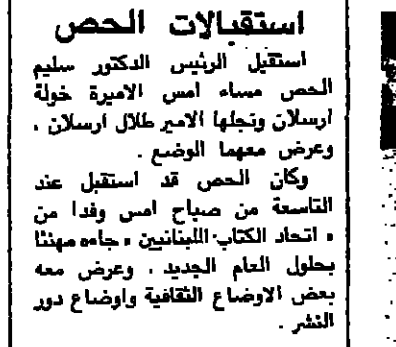 استقبالات الحص
استقبل الرئيس الدكتور سليم
الحص مساء امس الاميرة خولة
ارسلان ونجلها الامير طلال ارسلان ،
وعرض معهما الوضع .
وكان الحص قد استقبل عند
التاسعة من صباح امس وفدا من
« اتحاد الكتاب اللبنانيين » جاءه مهنئا
بحلول العام الجديد ، وعرض معه
بعض الاوضاع الثقافية واوضاع دور
النشر .